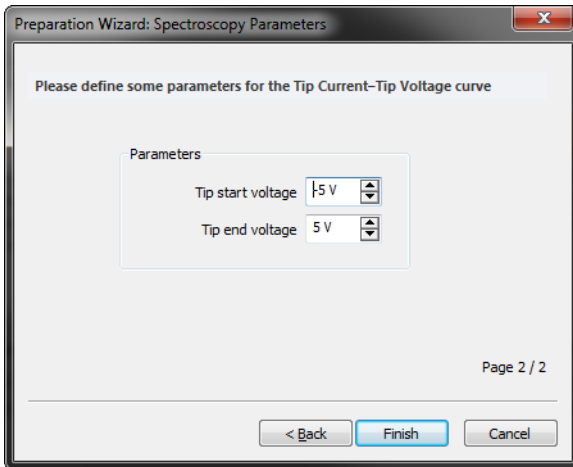 Preparation Wizard: Spectroscopy Parameters
Please define some parameters for the Tip Current–Tip Voltage curve
Parameters
Tip start voltage -5 V
Tip end voltage 5 V
Page 2 / 2
< Back Finish Cancel